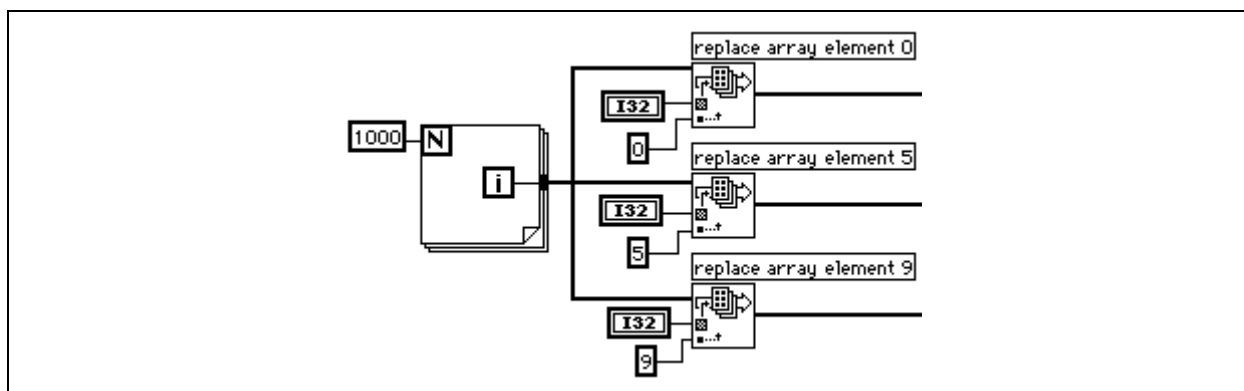 replace array element 0
I32
0
1000
N
i
replace array element 5
I32
5
replace array element 9
I32
9